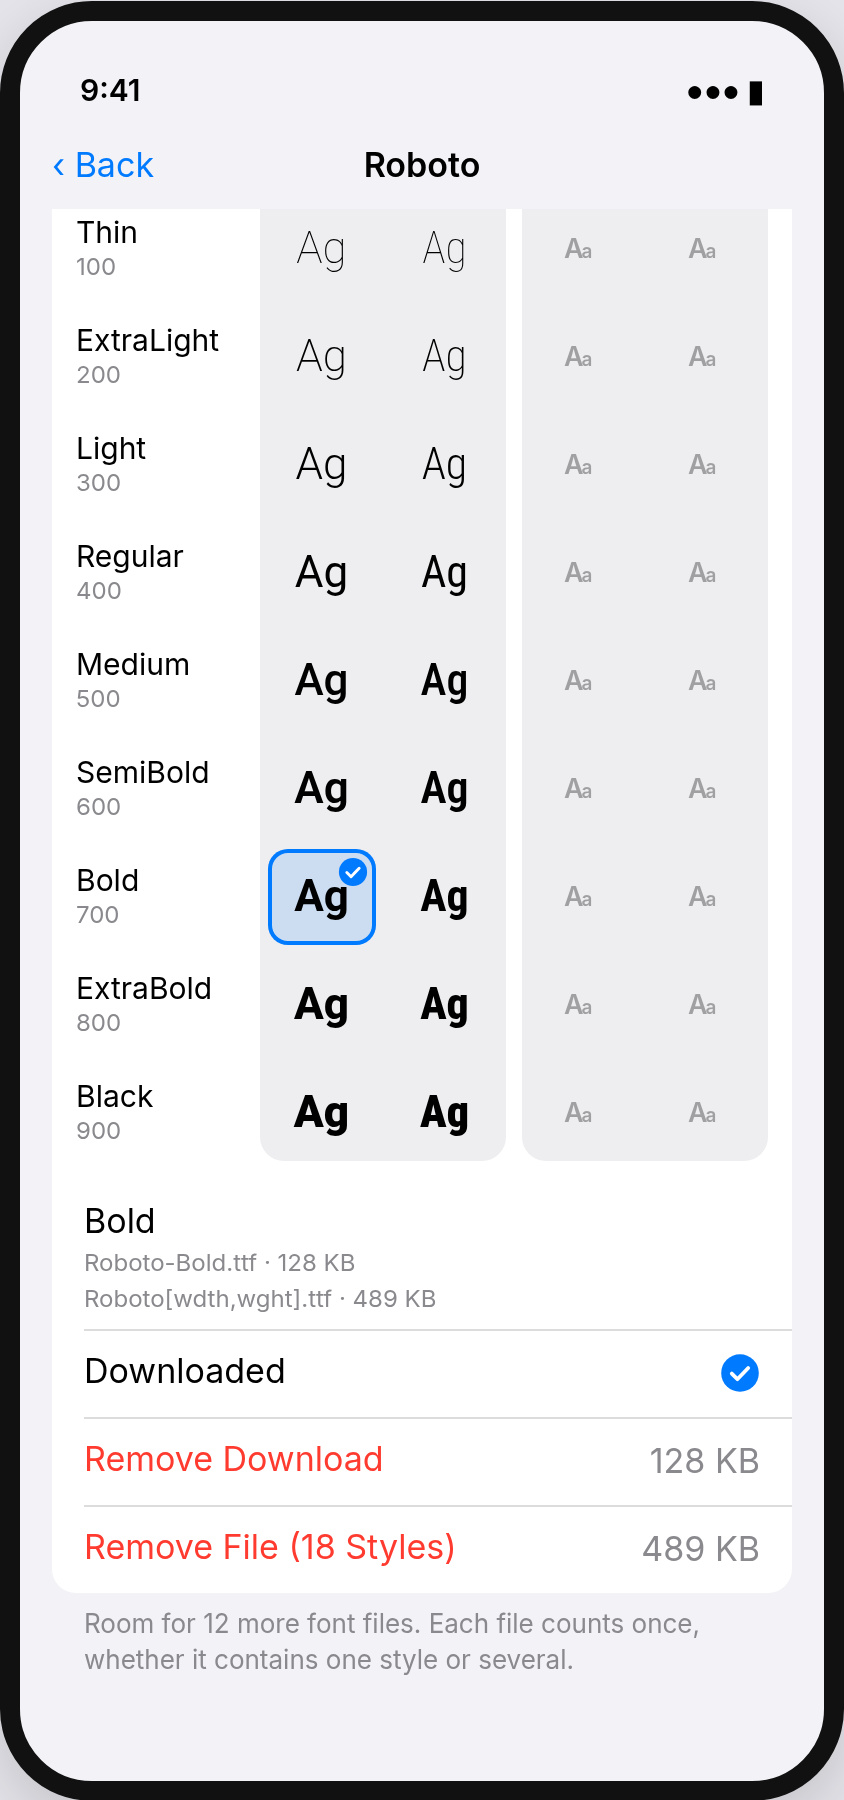 9:41
‹ Back Roboto
Thin Ag Ag Aa Aa
100
ExtraLight Ag Ag Aa Aa
200
Light Ag Ag Aa Aa
300
Regular Ag Ag Aa Aa
400
Medium Ag Ag Aa Aa
500
SemiBold Ag Ag Aa Aa
600
Bold Ag Ag Aa Aa
700
ExtraBold Ag Ag Aa Aa
800
Black Ag Ag Aa Aa
900
Bold
Roboto-Bold.ttf · 128 KB
Roboto[wdth,wght].ttf · 489 KB
Downloaded
Remove Download 128 KB
Remove File (18 Styles) 489 KB
Room for 12 more font files. Each file counts once,
whether it contains one style or several.